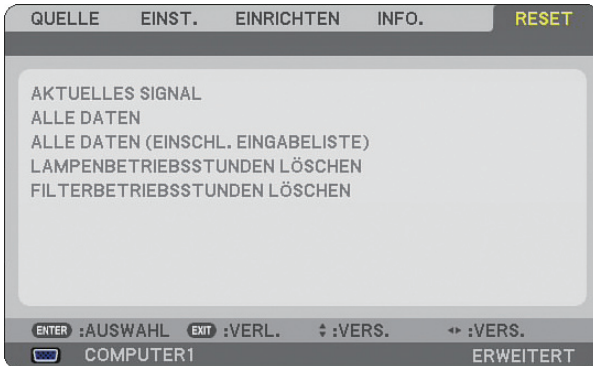 QUELLE EINST. EINRICHTEN INFO. RESET
AKTUELLES SIGNAL
ALLE DATEN
ALLE DATEN (EINSCHL. EINGABELISTE)
LAMPENBETRIEBSSTUNDEN LÖSCHEN
FILTERBETRIEBSSTUNDEN LÖSCHEN
ENTER :AUSWAHL EXIT :VERL. :VERS. :VERS.
COMPUTER1 ERWEITERT